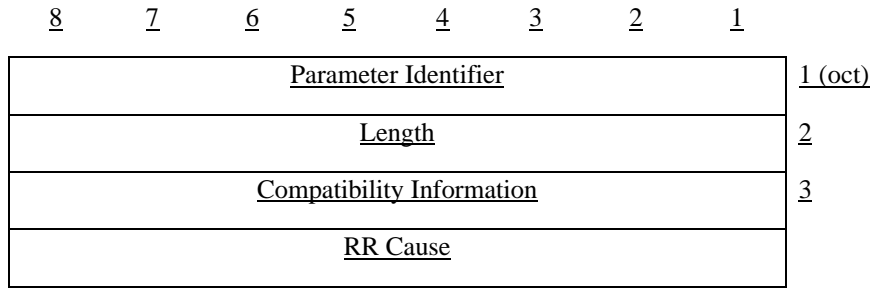 8 7 6 5 4 3 2 1
Parameter Identifier 1 (oct)
Length 2
Compatibility Information 3
RR Cause